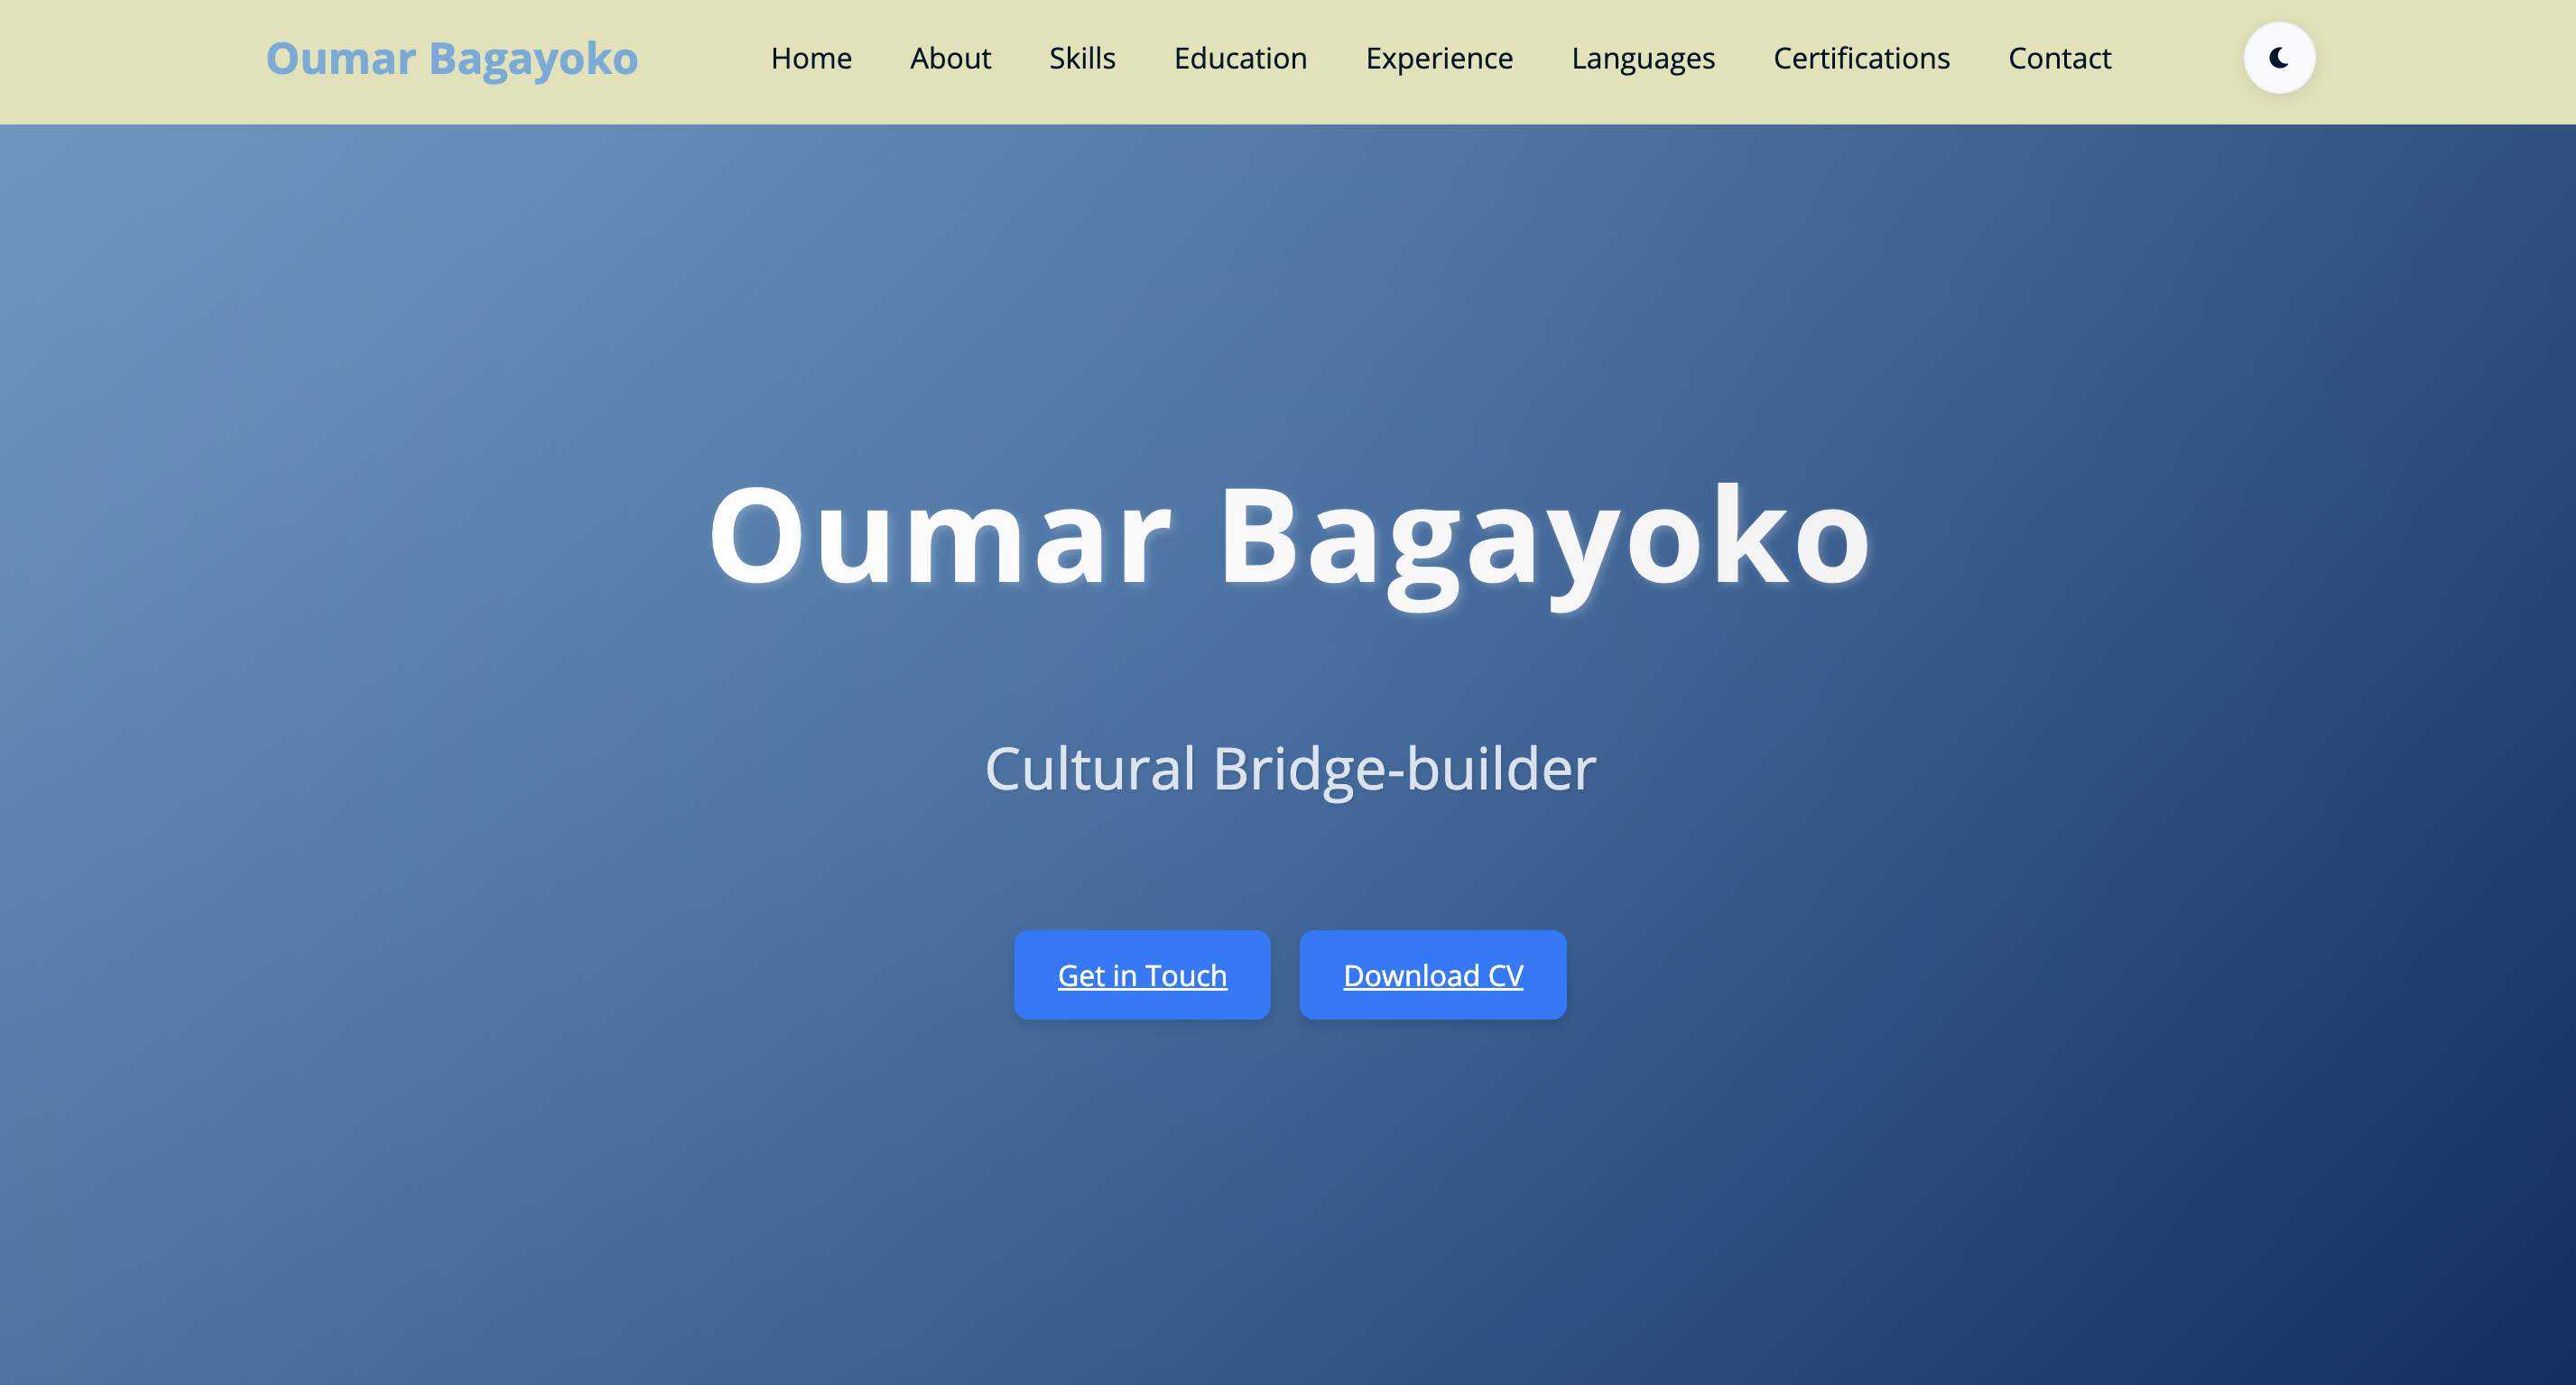 Oumar Bagayoko
Home About Skills Education Experience Languages Certifications Contact
Oumar Bagayoko
Cultural Bridge-builder
Get in Touch
Download CV